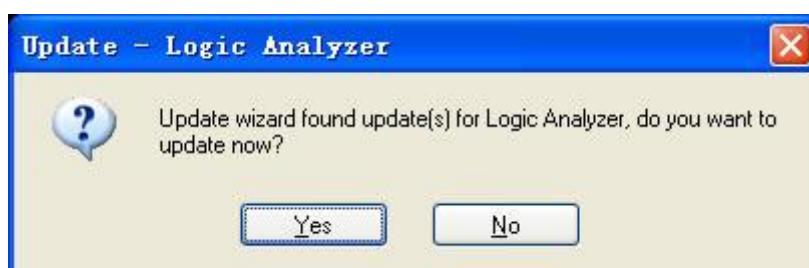 Update - Logic Analyzer
Update wizard found update(s) for Logic Analyzer, do you want to
update now?
Yes
No